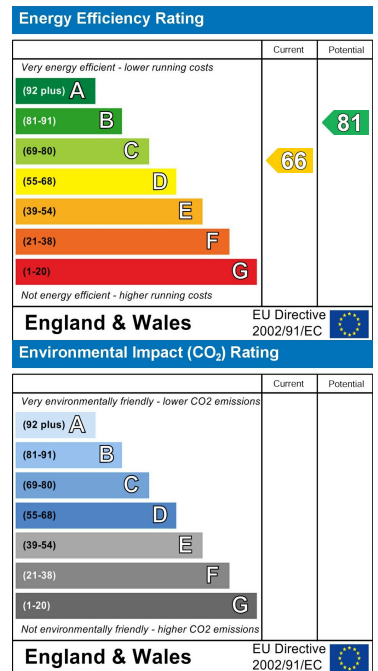 Energy Efficiency Rating
Current Potential
Very energy efficient - lower running costs
(92 plus) A
(81-91) B 81
(69-80) C
66
(55-68) D
(39-54) E
(21-38) F
(1-20) G
Not energy efficient - higher running costs
England & Wales EU Directive 2002/91/EC
Environmental Impact (CO₂) Rating
Current Potential
Very environmentally friendly - lower CO2 emissions
(92 plus) A
(81-91) B
(69-80) C
(55-68) D
(39-54) E
(21-38) F
(1-20) G
Not environmentally friendly - higher CO2 emissions
England & Wales EU Directive 2002/91/EC